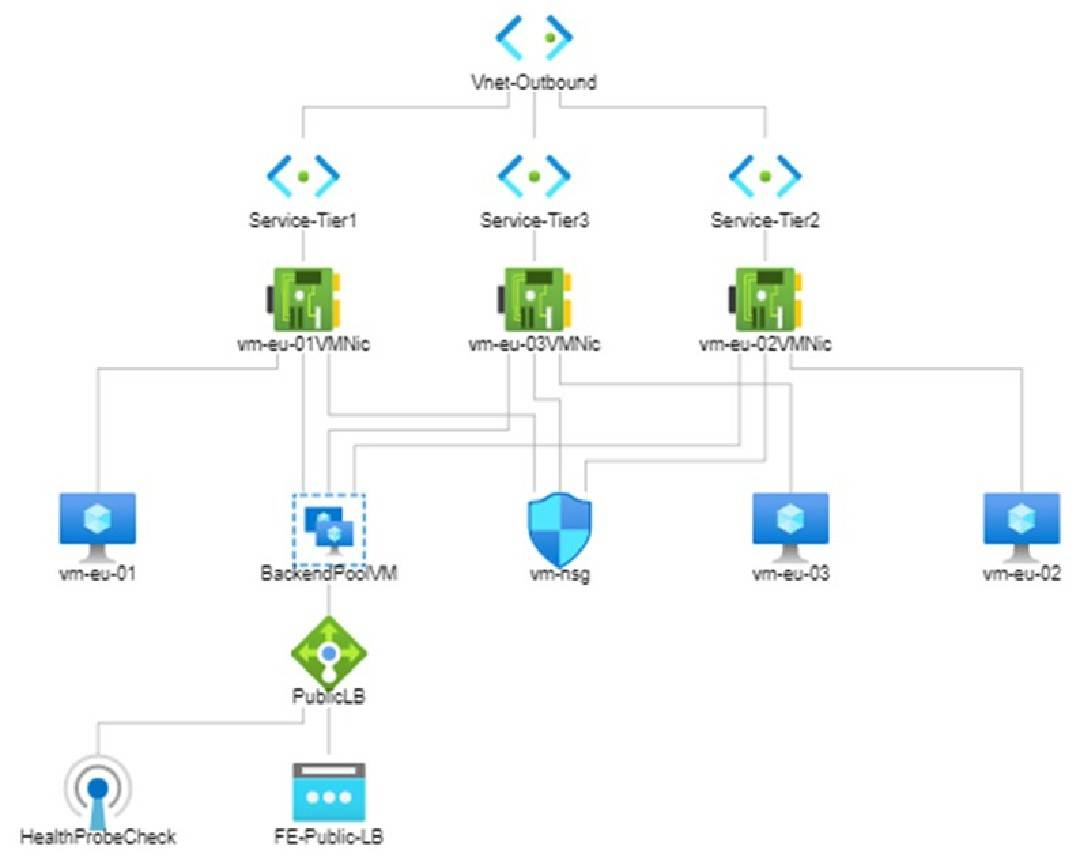 Vnet-Outbound
Service-Tier1
Service-Tier3
Service-Tier2
vm-eu-01VMNic
vm-eu-03VMNic
vm-eu-02VMNic
vm-eu-01
BackendPoolVM
vm-nsg
vm-eu-03
vm-eu-02
PublicLB
HealthProbeCheck
FE-Public-LB